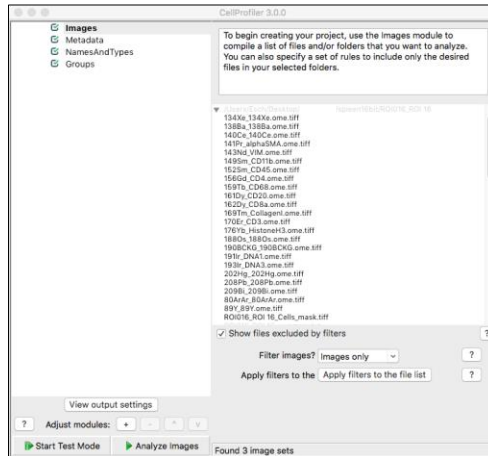 CellProfiler 3.0.0
Images
Metadata
NamesAndTypes
Groups
To begin creating your project, use the Images module to
compile a list of files and/or folders that you want to analyze.
You can also specify a set of rules to include only the desired
files in your selected folders.
134Xe_134Xe.ome.tiff
138Ba_138Ba.ome.tiff
140Ce_140Ce.ome.tiff
141Pr_alphaSMA.ome.tiff
143Nd_VIM.ome.tiff
149Sm_CD11b.ome.tiff
152Sm_CD45.ome.tiff
156Gd_CD4.ome.tiff
159Tb_CD68.ome.tiff
161Dy_CD20.ome.tiff
162Dy_CD8a.ome.tiff
169Tm_CollagenI.ome.tiff
170Er_CD3.ome.tiff
176Yb_HistoneH3.ome.tiff
188Os_188Os.ome.tiff
190BCKG_190BCKG.ome.tiff
191Ir_DNA1.ome.tiff
193Ir_DNA3.ome.tiff
202Hg_202Hg.ome.tiff
208Pb_208Pb.ome.tiff
209Bi_209Bi.ome.tiff
80ArAr_80ArAr.ome.tiff
89Y_89Y.ome.tiff
ROI016_ROI 16_Cells_mask.tiff
Show files excluded by filters ?
Filter images? Images only ?
Apply filters to the Apply filters to the file list ?
View output settings
? Adjust modules: + - ^ v
Start Test Mode Analyze Images Found 3 image sets